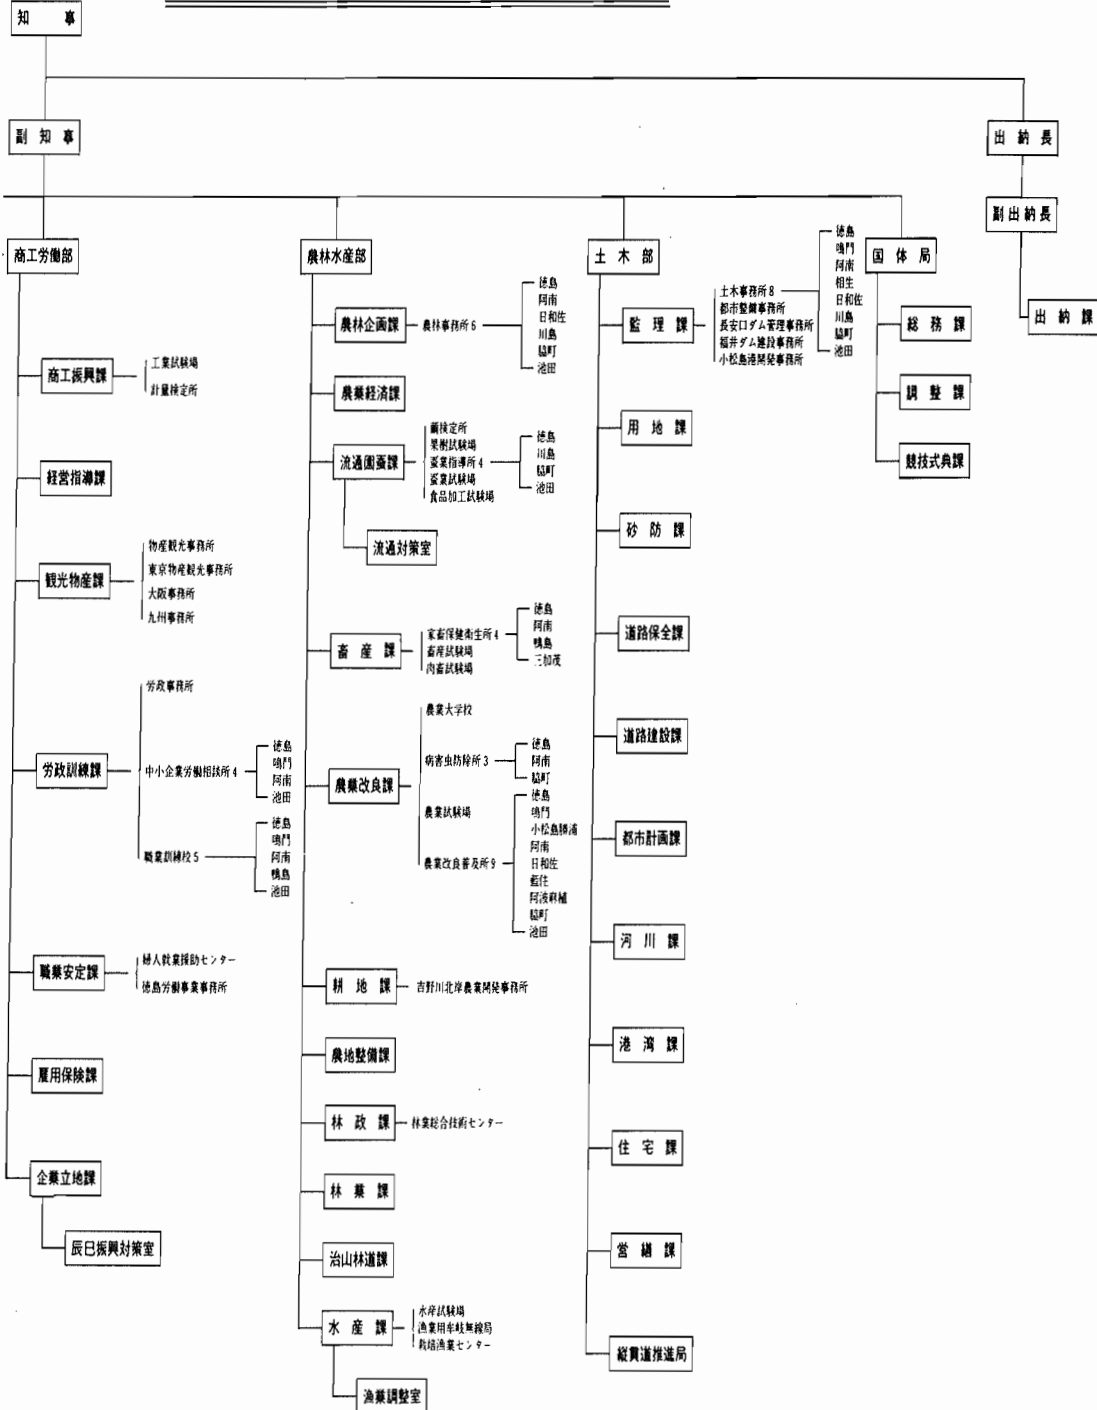 知事
副知事
出納長
副出納長
出納課
商工労働部
商工振興課
工業試験場
計量検定所
経営指導課
観光物産課
物産観光事務所
東京物産観光事務所
大阪事務所
九州事務所
労政訓練課
労政事務所
中小企業労働相談所4
徳島
鳴門
阿南
池田
職業訓練校5
徳島
鳴門
阿南
鴨島
池田
職業安定課
婦人就業援助センター
徳島労働事業事務所
雇用保険課
企業立地課
辰巳振興対策室
農林水産部
農林企画課
農林事務所6
徳島
阿南
日和佐
川島
脇町
池田
農業経済課
流通園蚕課
繭検定所
果樹試験場
蚕業指導所4
徳島
川島
脇町
池田
蚕業試験場
食品加工試験場
流通対策室
畜産課
家畜保健衛生所4
徳島
阿南
鴨島
三加茂
畜産試験場
肉畜試験場
農業改良課
農業大学校
病害虫防除所3
徳島
阿南
脇町
農業試験場
農業改良普及所9
徳島
鳴門
小松島勝浦
阿南
日和佐
藍住
阿波麻植
脇町
池田
耕地課
吉野川北岸農業開発事務所
農地整備課
林政課
林業総合技術センター
林業課
治山林道課
水産課
水産試験場
漁業用牟岐無線局
栽培漁業センター
漁業調整室
土木部
監理課
土木事務所8
徳島
鳴門
阿南
相生
日和佐
川島
脇町
池田
都市整備事務所
長安口ダム管理事務所
福井ダム建設事務所
小松島港開発事務所
用地課
砂防課
道路保全課
道路建設課
都市計画課
河川課
港湾課
住宅課
営繕課
縦貫道推進局
国体局
総務課
調整課
競技式典課